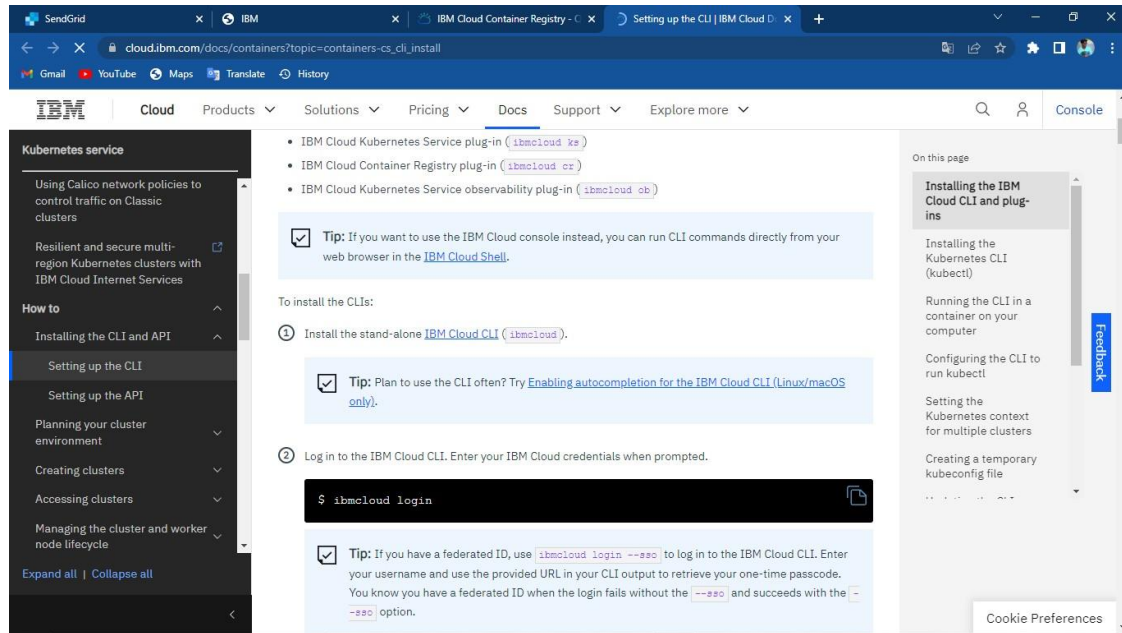 SendGrid
IBM
IBM Cloud Container Registry - C
Setting up the CLI | IBM Cloud D
cloud.ibm.com/docs/containers?topic=containers-cs_cli_install
Gmail
YouTube
Maps
Translate
History
IBM
Cloud
Products
Solutions
Pricing
Docs
Support
Explore more
Console
Kubernetes service
Using Calico network policies to
control traffic on Classic
clusters
Resilient and secure multi-
region Kubernetes clusters with
IBM Cloud Internet Services
How to
Installing the CLI and API
Setting up the CLI
Setting up the API
Planning your cluster
environment
Creating clusters
Accessing clusters
Managing the cluster and worker
node lifecycle
Expand all | Collapse all
• IBM Cloud Kubernetes Service plug-in (ibmcloud ks)
• IBM Cloud Container Registry plug-in (ibmcloud cr)
• IBM Cloud Kubernetes Service observability plug-in (ibmcloud ob)
Tip: If you want to use the IBM Cloud console instead, you can run CLI commands directly from your
web browser in the IBM Cloud Shell.
To install the CLIs:
1 Install the stand-alone IBM Cloud CLI (ibmcloud).
Tip: Plan to use the CLI often? Try Enabling autocompletion for the IBM Cloud CLI (Linux/macOS
only).
2 Log in to the IBM Cloud CLI. Enter your IBM Cloud credentials when prompted.
$ ibmcloud login
Tip: If you have a federated ID, use ibmcloud login --sso to log in to the IBM Cloud CLI. Enter
your username and use the provided URL in your CLI output to retrieve your one-time passcode.
You know you have a federated ID when the login fails without the --sso and succeeds with the -
-sso option.
On this page
Installing the IBM
Cloud CLI and plug-
ins
Installing the
Kubernetes CLI
(kubectl)
Running the CLI in a
container on your
computer
Configuring the CLI to
run kubectl
Setting the
Kubernetes context
for multiple clusters
Creating a temporary
kubeconfig file
Feedback
Cookie Preferences